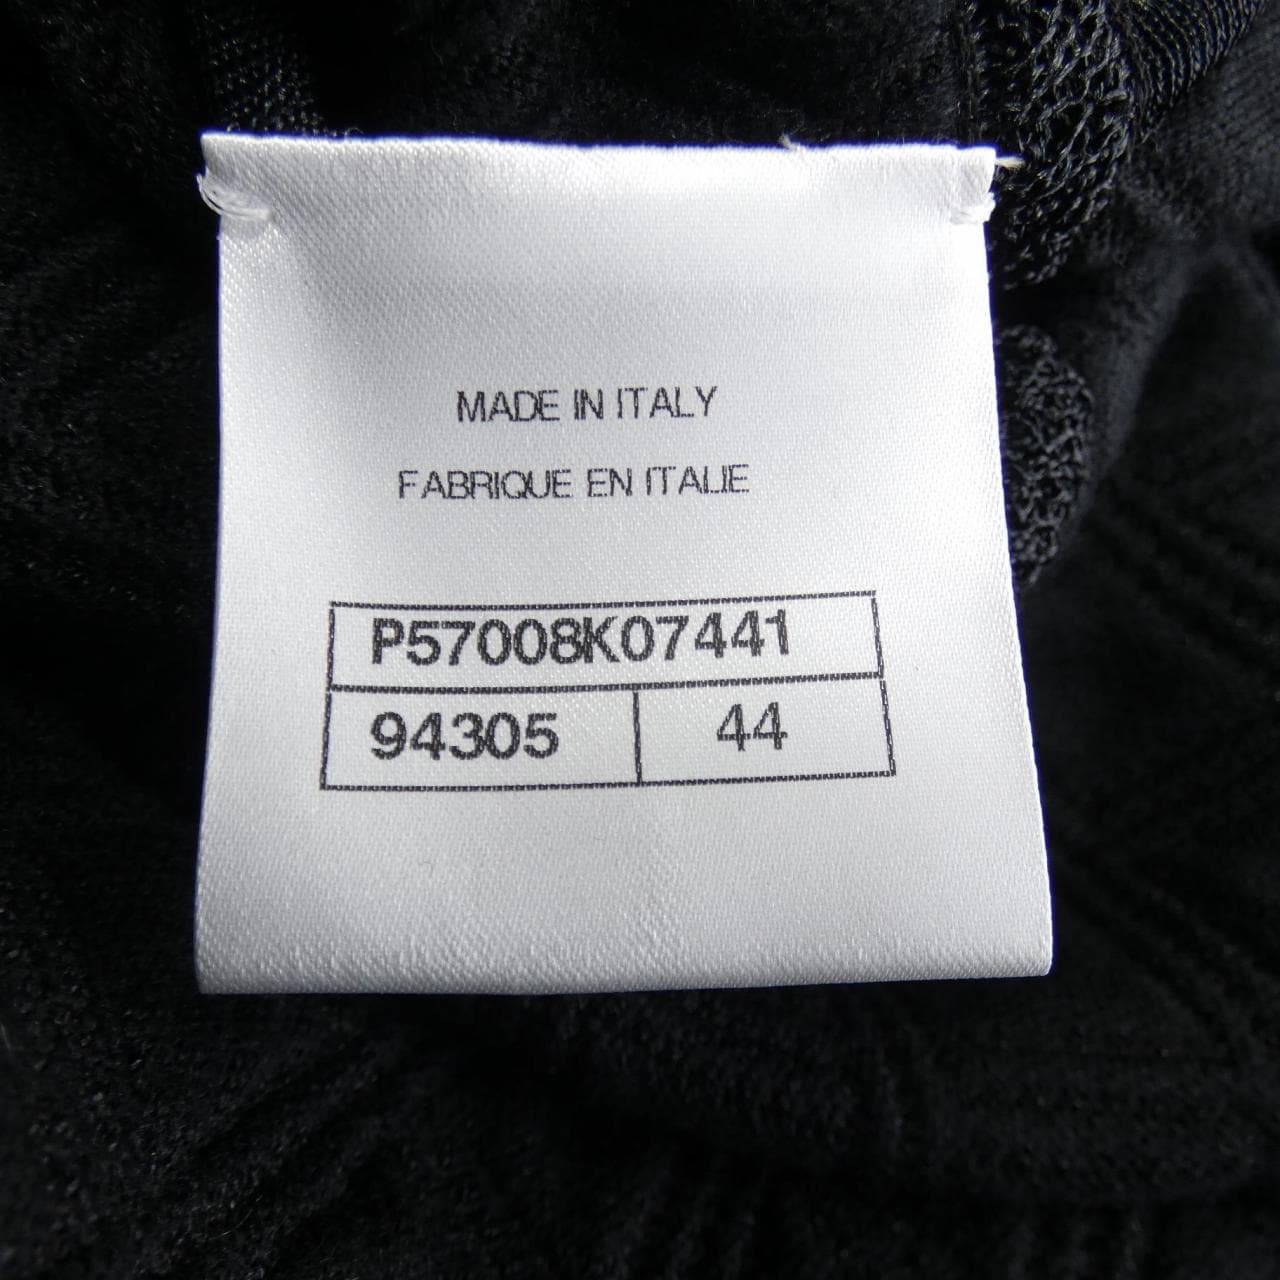 MADE IN ITALY
FABRIQUE EN ITALIE
P57008K07441
94305 44